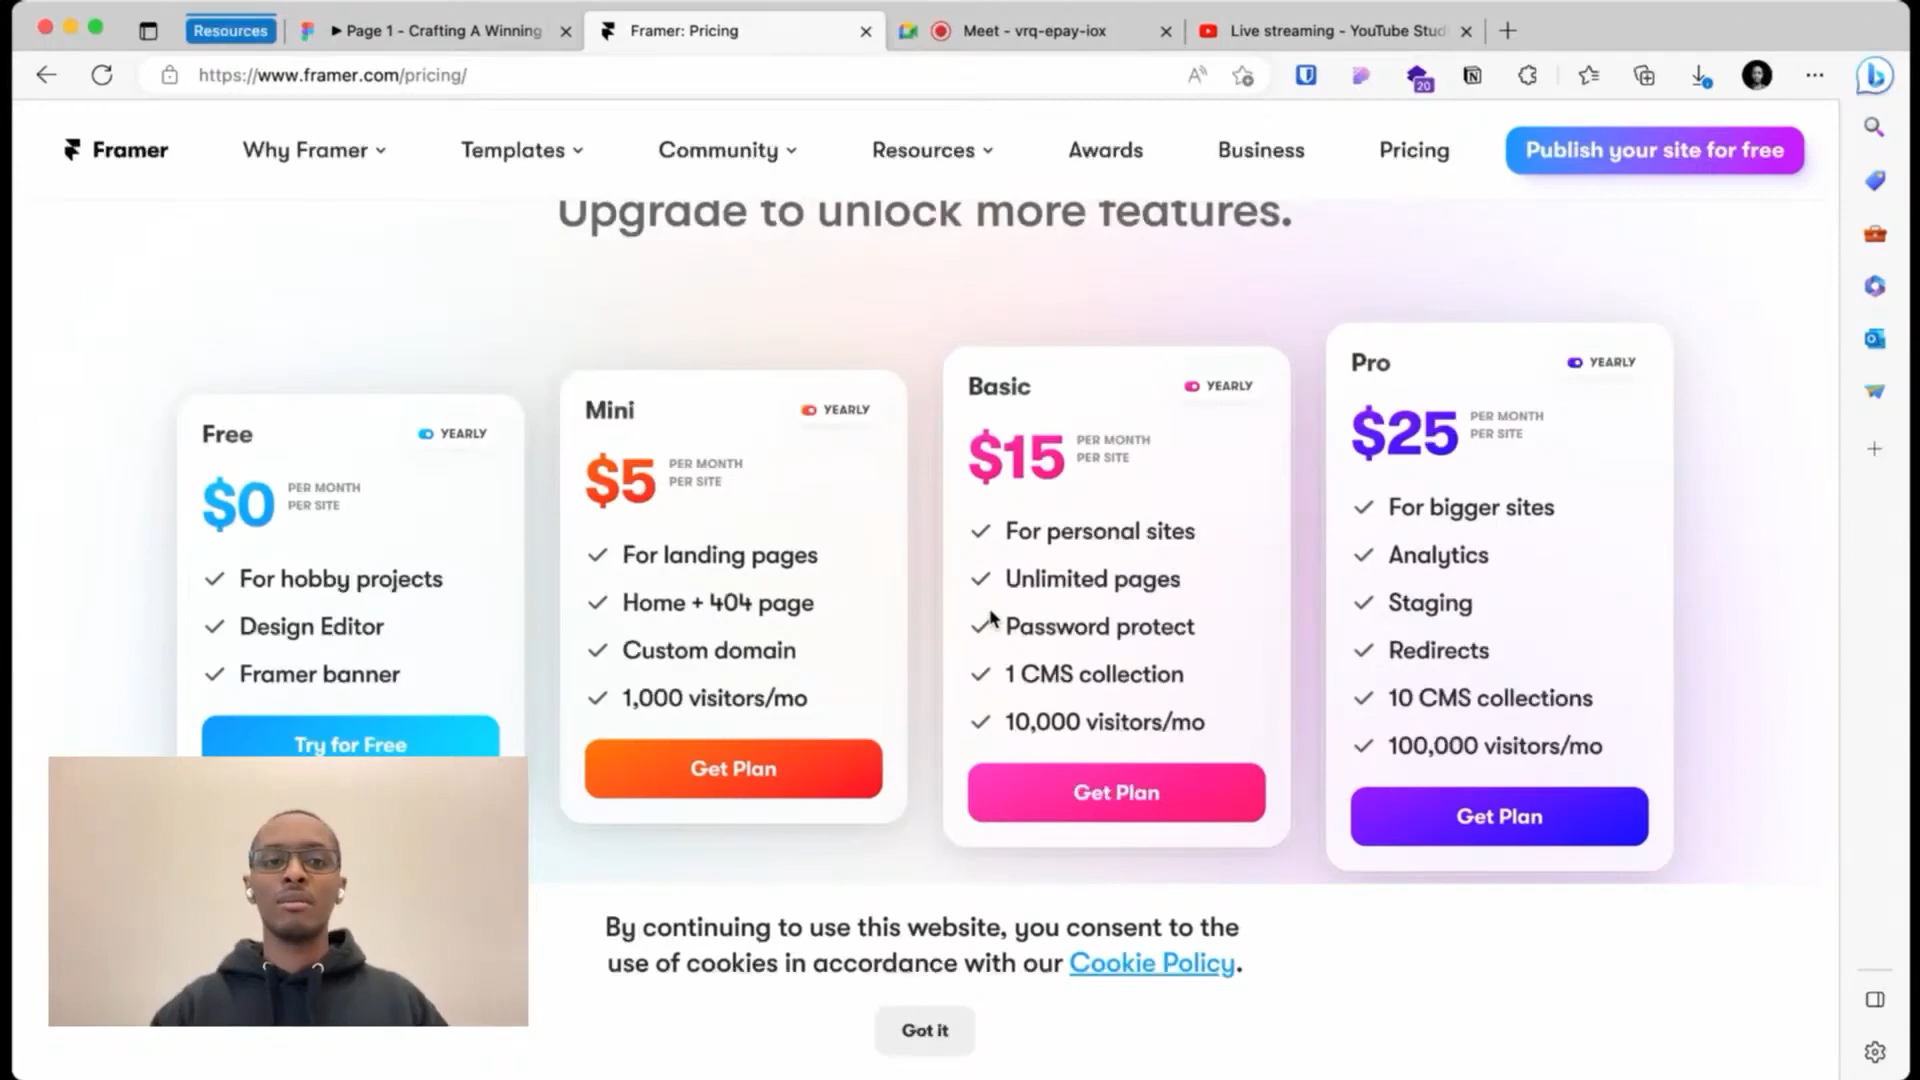 Resources
Page 1 - Crafting A Winning
Framer: Pricing
Meet - vrq-epay-iox
Live streaming - YouTube Stud
https://www.framer.com/pricing/
20
Framer
Why Framer
Templates
Community
Resources
Awards
Business
Pricing
Publish your site for free
Upgrade to unlock more features.
Free
YEARLY
$0
PER MONTH
PER SITE
For hobby projects
Design Editor
Framer banner
Try for Free
Mini
YEARLY
$5
PER MONTH
PER SITE
For landing pages
Home + 404 page
Custom domain
1,000 visitors/mo
Get Plan
Basic
YEARLY
$15
PER MONTH
PER SITE
For personal sites
Unlimited pages
Password protect
1 CMS collection
10,000 visitors/mo
Get Plan
Pro
YEARLY
$25
PER MONTH
PER SITE
For bigger sites
Analytics
Staging
Redirects
10 CMS collections
100,000 visitors/mo
Get Plan
By continuing to use this website, you consent to the
use of cookies in accordance with our Cookie Policy.
Got it